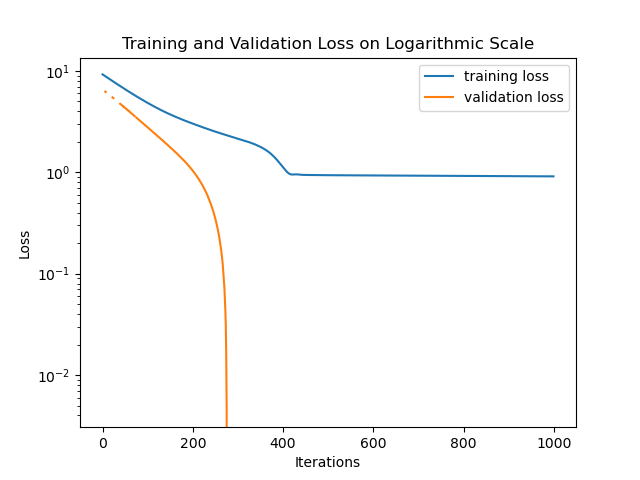 Training and Validation Loss on Logarithmic Scale
training loss
validation loss
10¹
10⁰
10⁻¹
10⁻²
Loss
0 200 400 600 800 1000
Iterations